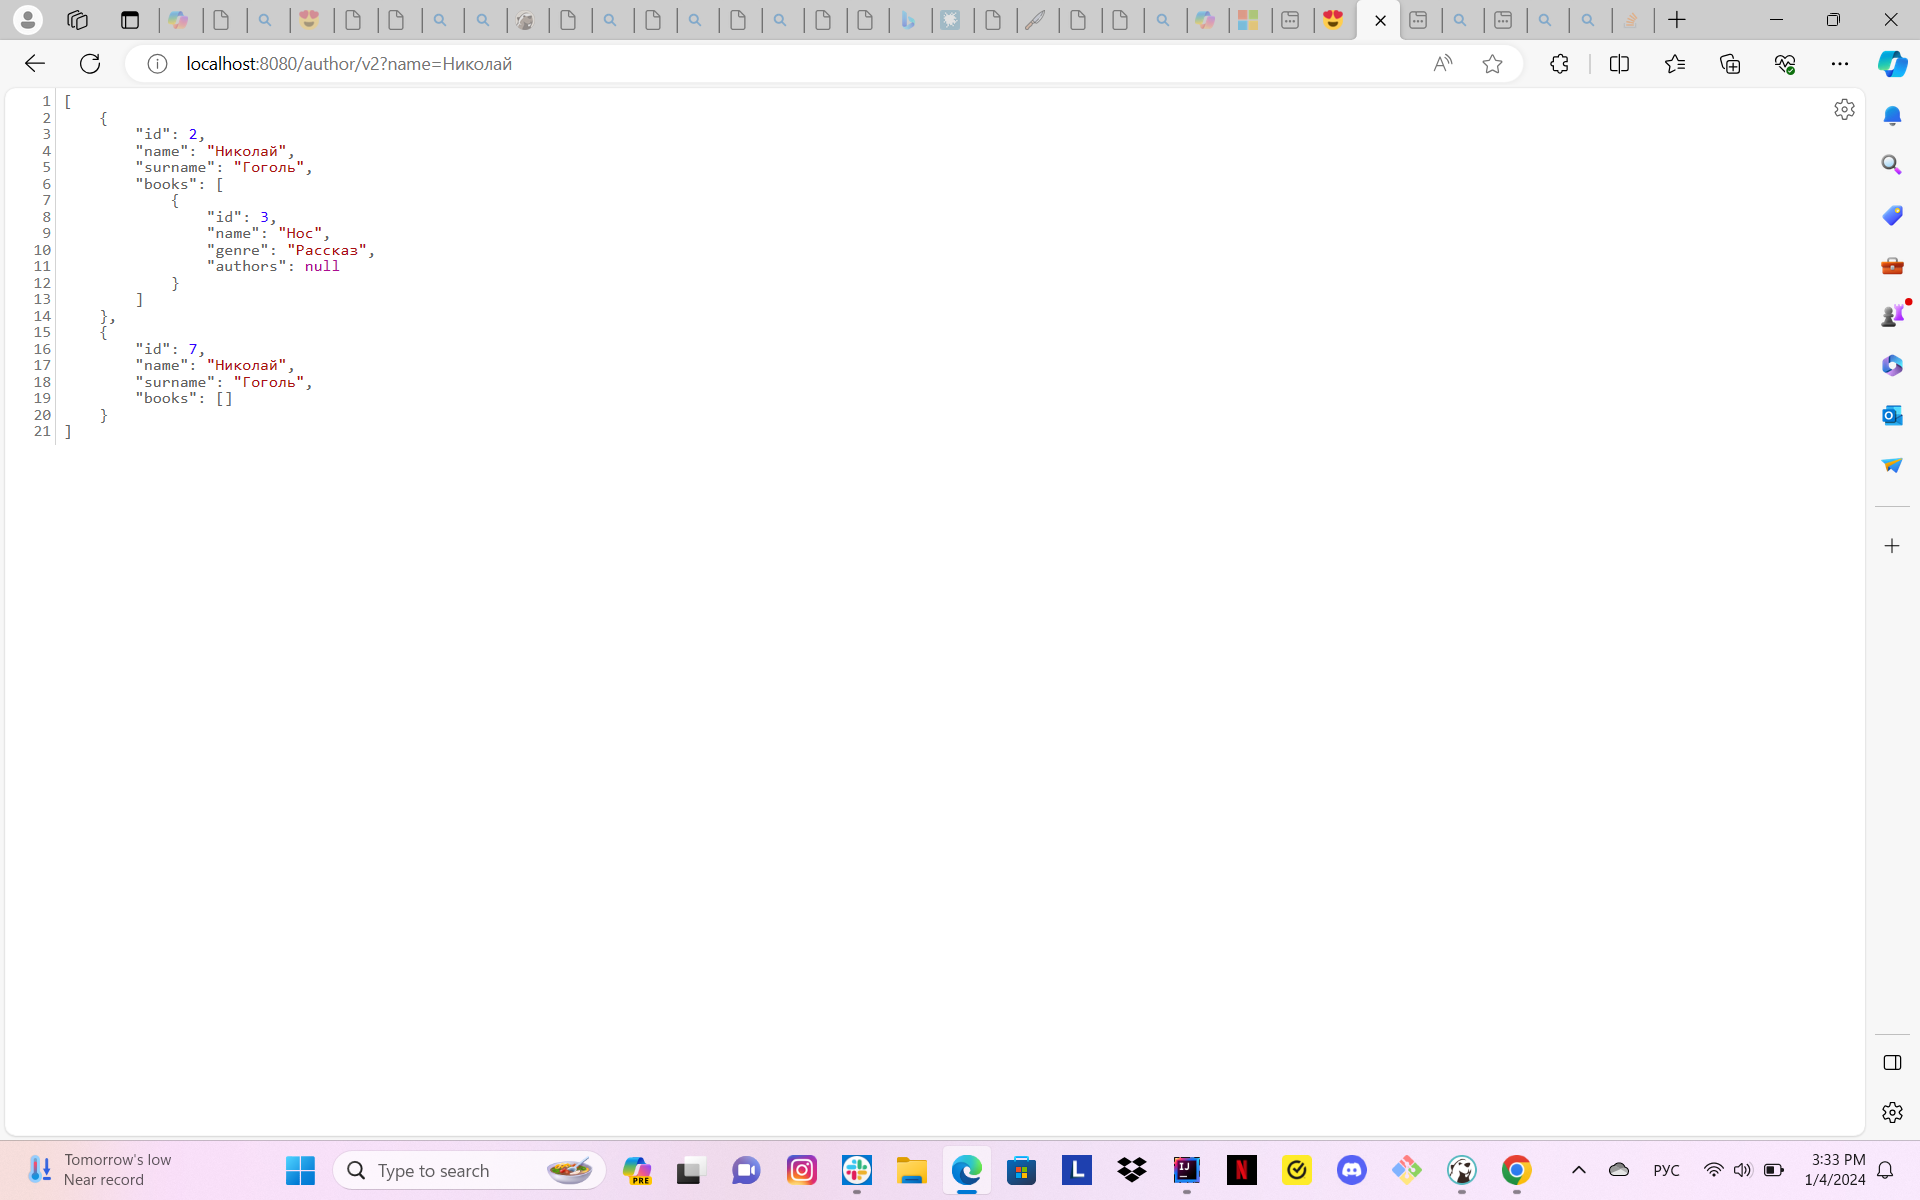 localhost:8080/author/v2?name=Николай
1 [
2     {
3         "id": 2,
4         "name": "Николай",
5         "surname": "Гоголь",
6         "books": [
7             {
8                 "id": 3,
9                 "name": "Нос",
10                 "genre": "Рассказ",
11                 "authors": null
12             }
13         ]
14     },
15     {
16         "id": 7,
17         "name": "Николай",
18         "surname": "Гоголь",
19         "books": []
20     }
21 ]
Tomorrow's low
Near record
Type to search
PRE
L
IJ
N
РУС
3:33 PM
1/4/2024